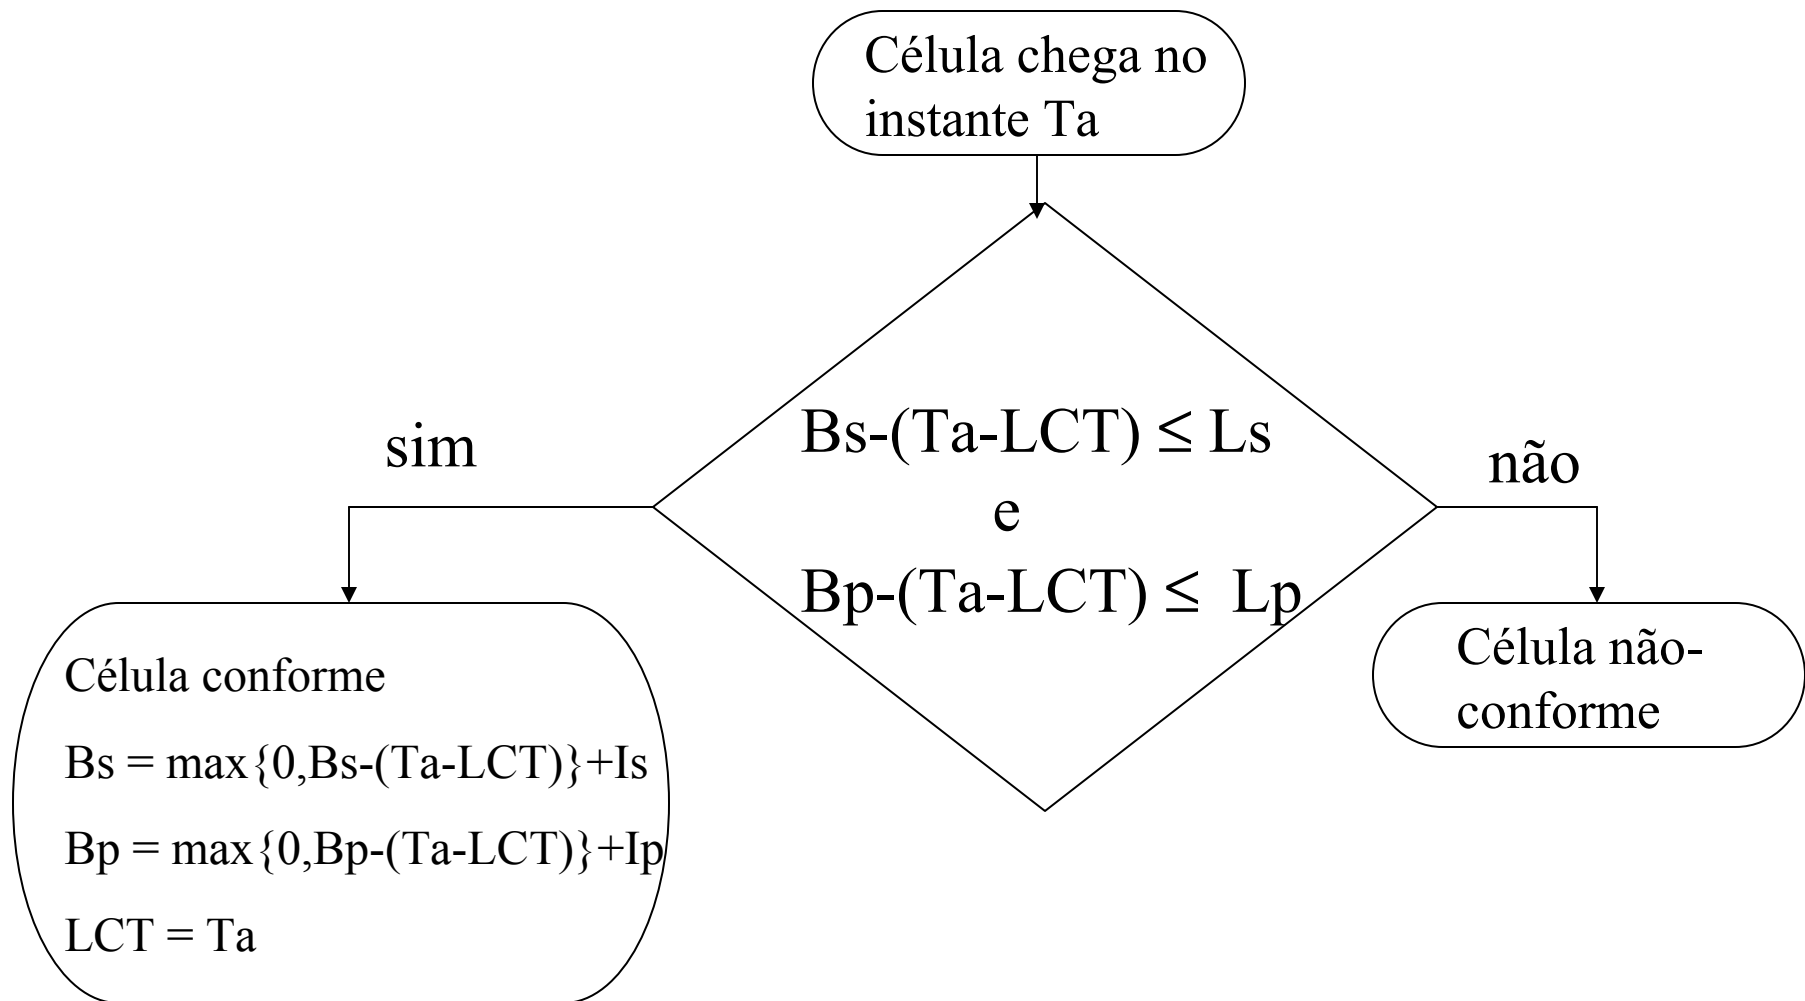 Célula chega no
instante Ta
sim
Bs-(Ta-LCT) ≤ Ls
e
Bp-(Ta-LCT) ≤ Lp
não
Célula conforme
Bs = max{0,Bs-(Ta-LCT)}+Is
Bp = max{0,Bp-(Ta-LCT)}+Ip
LCT = Ta
Célula não-
conforme